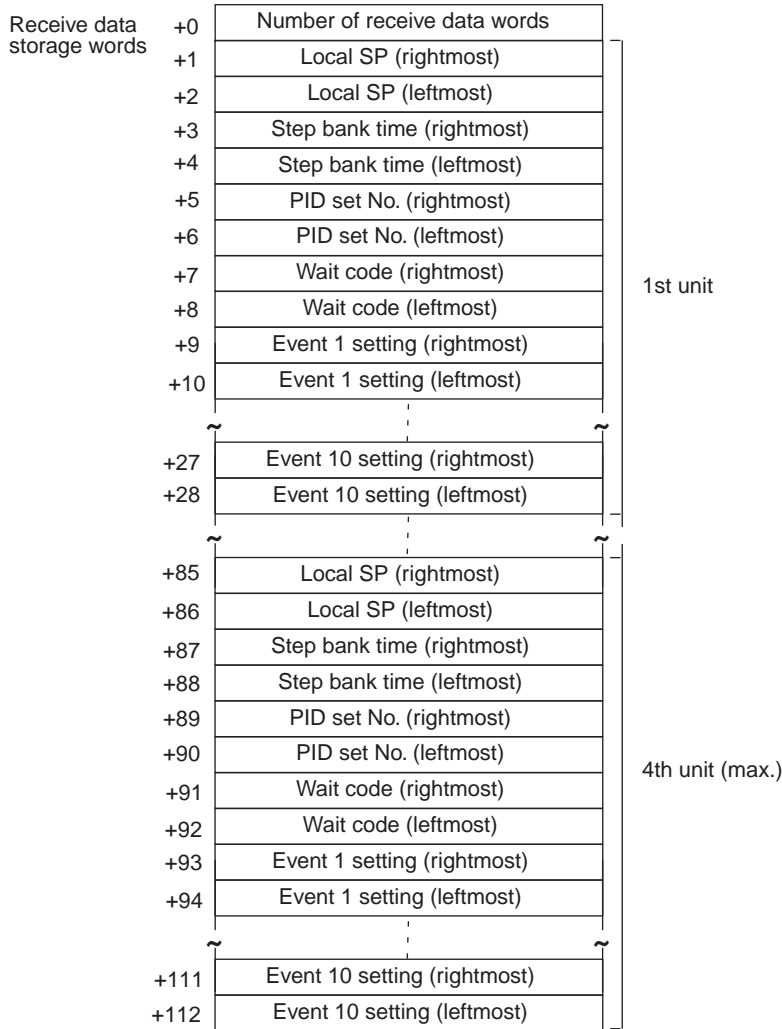 Receive data
storage words
+0 Number of receive data words
+1 Local SP (rightmost)
+2 Local SP (leftmost)
+3 Step bank time (rightmost)
+4 Step bank time (leftmost)
+5 PID set No. (rightmost)
+6 PID set No. (leftmost)
+7 Wait code (rightmost)
+8 Wait code (leftmost)
+9 Event 1 setting (rightmost)
+10 Event 1 setting (leftmost)
+27 Event 10 setting (rightmost)
+28 Event 10 setting (leftmost)
1st unit
+85 Local SP (rightmost)
+86 Local SP (leftmost)
+87 Step bank time (rightmost)
+88 Step bank time (leftmost)
+89 PID set No. (rightmost)
+90 PID set No. (leftmost)
+91 Wait code (rightmost)
+92 Wait code (leftmost)
+93 Event 1 setting (rightmost)
+94 Event 1 setting (leftmost)
+111 Event 10 setting (rightmost)
+112 Event 10 setting (leftmost)
4th unit (max.)